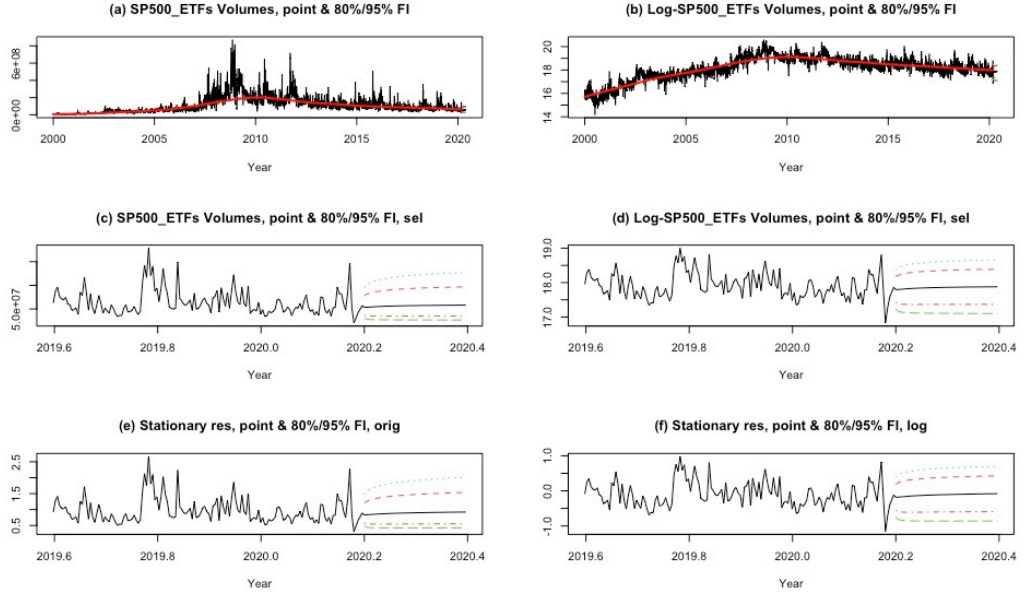 (a) SP500_ETFs Volumes, point & 80%/95% FI
0e+00 6e+08
2000 2005 2010 2015 2020
Year
(b) Log-SP500_ETFs Volumes, point & 80%/95% FI
14 16 18 20
2000 2005 2010 2015 2020
Year
(c) SP500_ETFs Volumes, point & 80%/95% FI, sel
5.0e+07
2019.6 2019.8 2020.0 2020.2 2020.4
Year
(d) Log-SP500_ETFs Volumes, point & 80%/95% FI, sel
17.0 18.0 19.0
2019.6 2019.8 2020.0 2020.2 2020.4
Year
(e) Stationary res, point & 80%/95% FI, orig
0.5 1.5 2.5
2019.6 2019.8 2020.0 2020.2 2020.4
Year
(f) Stationary res, point & 80%/95% FI, log
-1.0 0.0 1.0
2019.6 2019.8 2020.0 2020.2 2020.4
Year